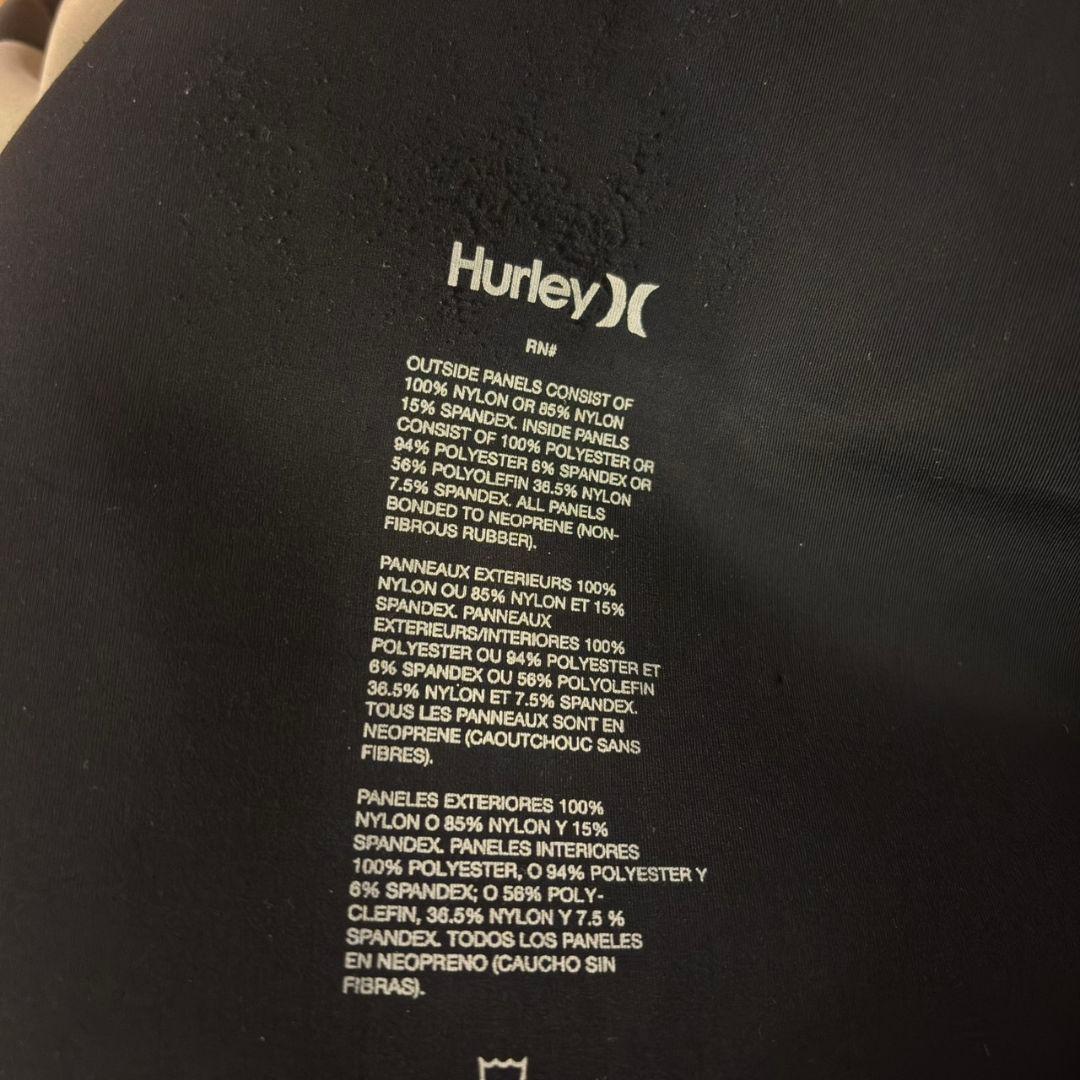 Hurley
RN#
OUTSIDE PANELS CONSIST OF
100% NYLON OR 85% NYLON
15% SPANDEX. INSIDE PANELS
CONSIST OF 100% POLYESTER OR
94% POLYESTER 6% SPANDEX OR
56% POLYOLEFIN 36.5% NYLON
7.5% SPANDEX. ALL PANELS
BONDED TO NEOPRENE (NON-
FIBROUS RUBBER).
PANNEAUX EXTERIEURS 100%
NYLON OU 85% NYLON ET 15%
SPANDEX. PANNEAUX
EXTERIEURS/INTERIORES 100%
POLYESTER OU 94% POLYESTER ET
6% SPANDEX OU 56% POLYOLEFIN
36.5% NYLON ET 7.5% SPANDEX.
TOUS LES PANNEAUX SONT EN
NEOPRENE (CAOUTCHOUC SANS
FIBRES).
PANELES EXTERIORES 100%
NYLON O 85% NYLON Y 15%
SPANDEX. PANELES INTERIORES
100% POLYESTER, O 94% POLYESTER Y
6% SPANDEX; O 56% POLY-
CLEFIN, 36.5% NYLON Y 7.5 %
SPANDEX. TODOS LOS PANELES
EN NEOPRENO (CAUCHO SIN
FIBRAS).